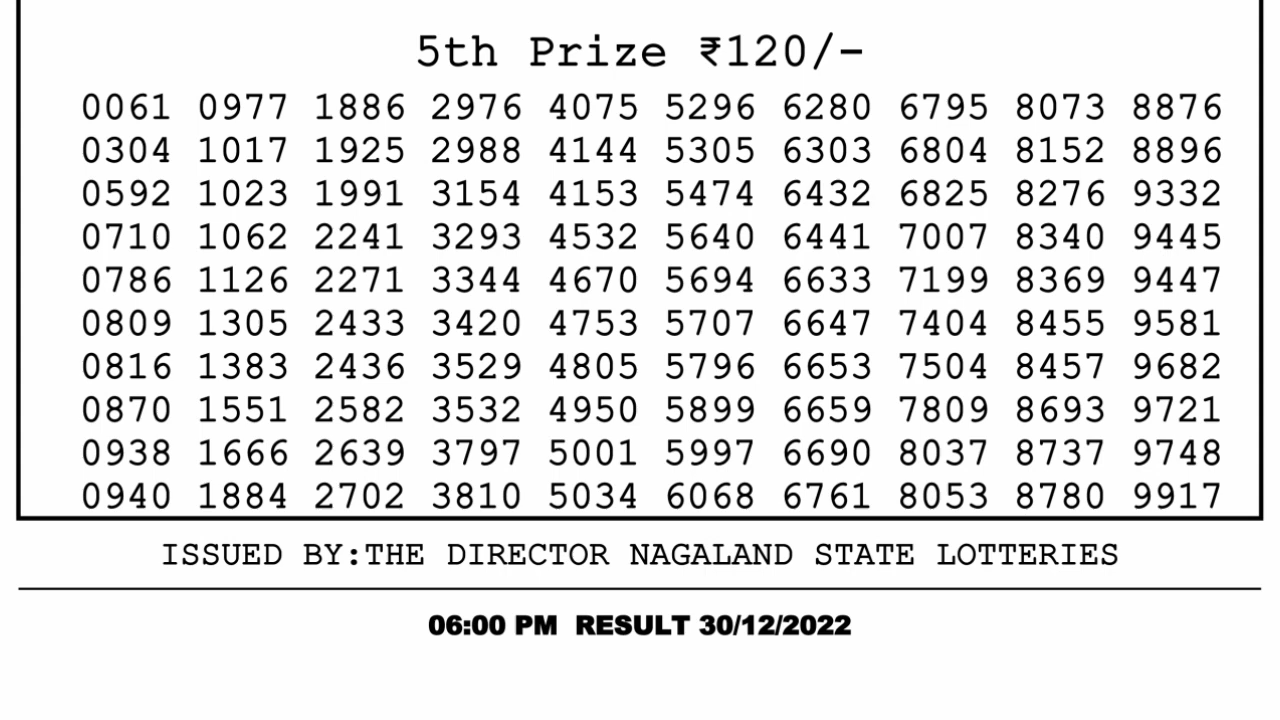 5th Prize ₹120/-
0061 0977 1886 2976 4075 5296 6280 6795 8073 8876
0304 1017 1925 2988 4144 5305 6303 6804 8152 8896
0592 1023 1991 3154 4153 5474 6432 6825 8276 9332
0710 1062 2241 3293 4532 5640 6441 7007 8340 9445
0786 1126 2271 3344 4670 5694 6633 7199 8369 9447
0809 1305 2433 3420 4753 5707 6647 7404 8455 9581
0816 1383 2436 3529 4805 5796 6653 7504 8457 9682
0870 1551 2582 3532 4950 5899 6659 7809 8693 9721
0938 1666 2639 3797 5001 5997 6690 8037 8737 9748
0940 1884 2702 3810 5034 6068 6761 8053 8780 9917
ISSUED BY:THE DIRECTOR NAGALAND STATE LOTTERIES
06:00 PM RESULT 30/12/2022